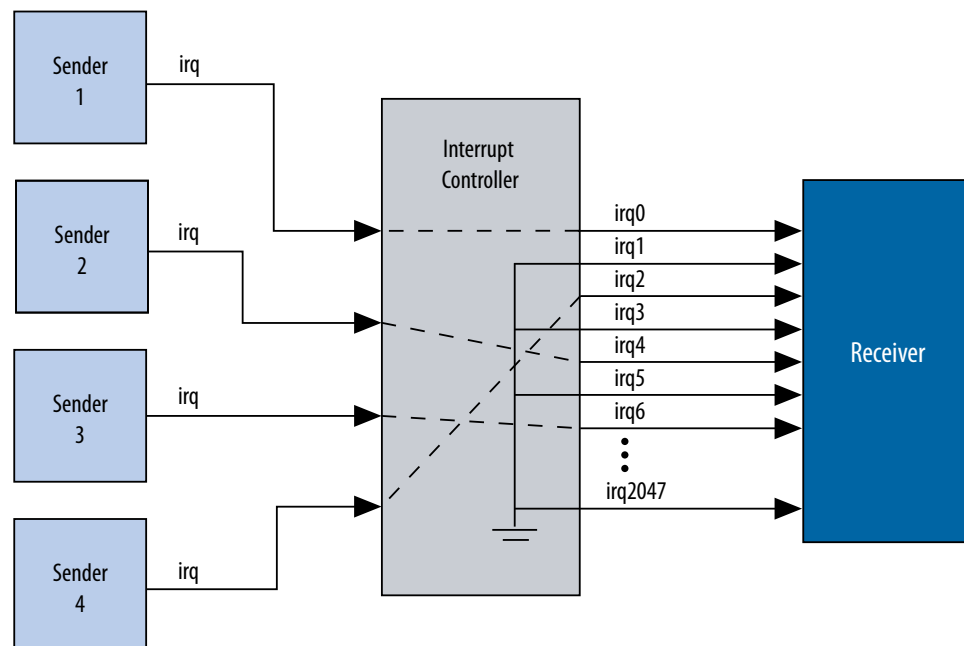 Sender
1
irq
Sender
2
irq
Sender
3
irq
Sender
4
irq
Interrupt
Controller
irq0
irq1
irq2
irq3
irq4
irq5
irq6
irq2047
Receiver